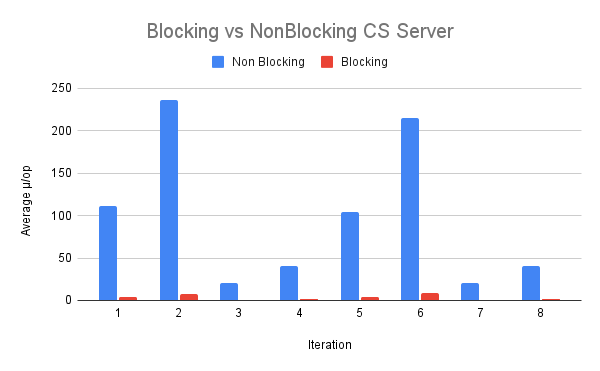 Blocking vs NonBlocking CS Server
Non Blocking Blocking
250
200
150
100
50
0
Average μ/op
1 2 3 4 5 6 7 8
Iteration